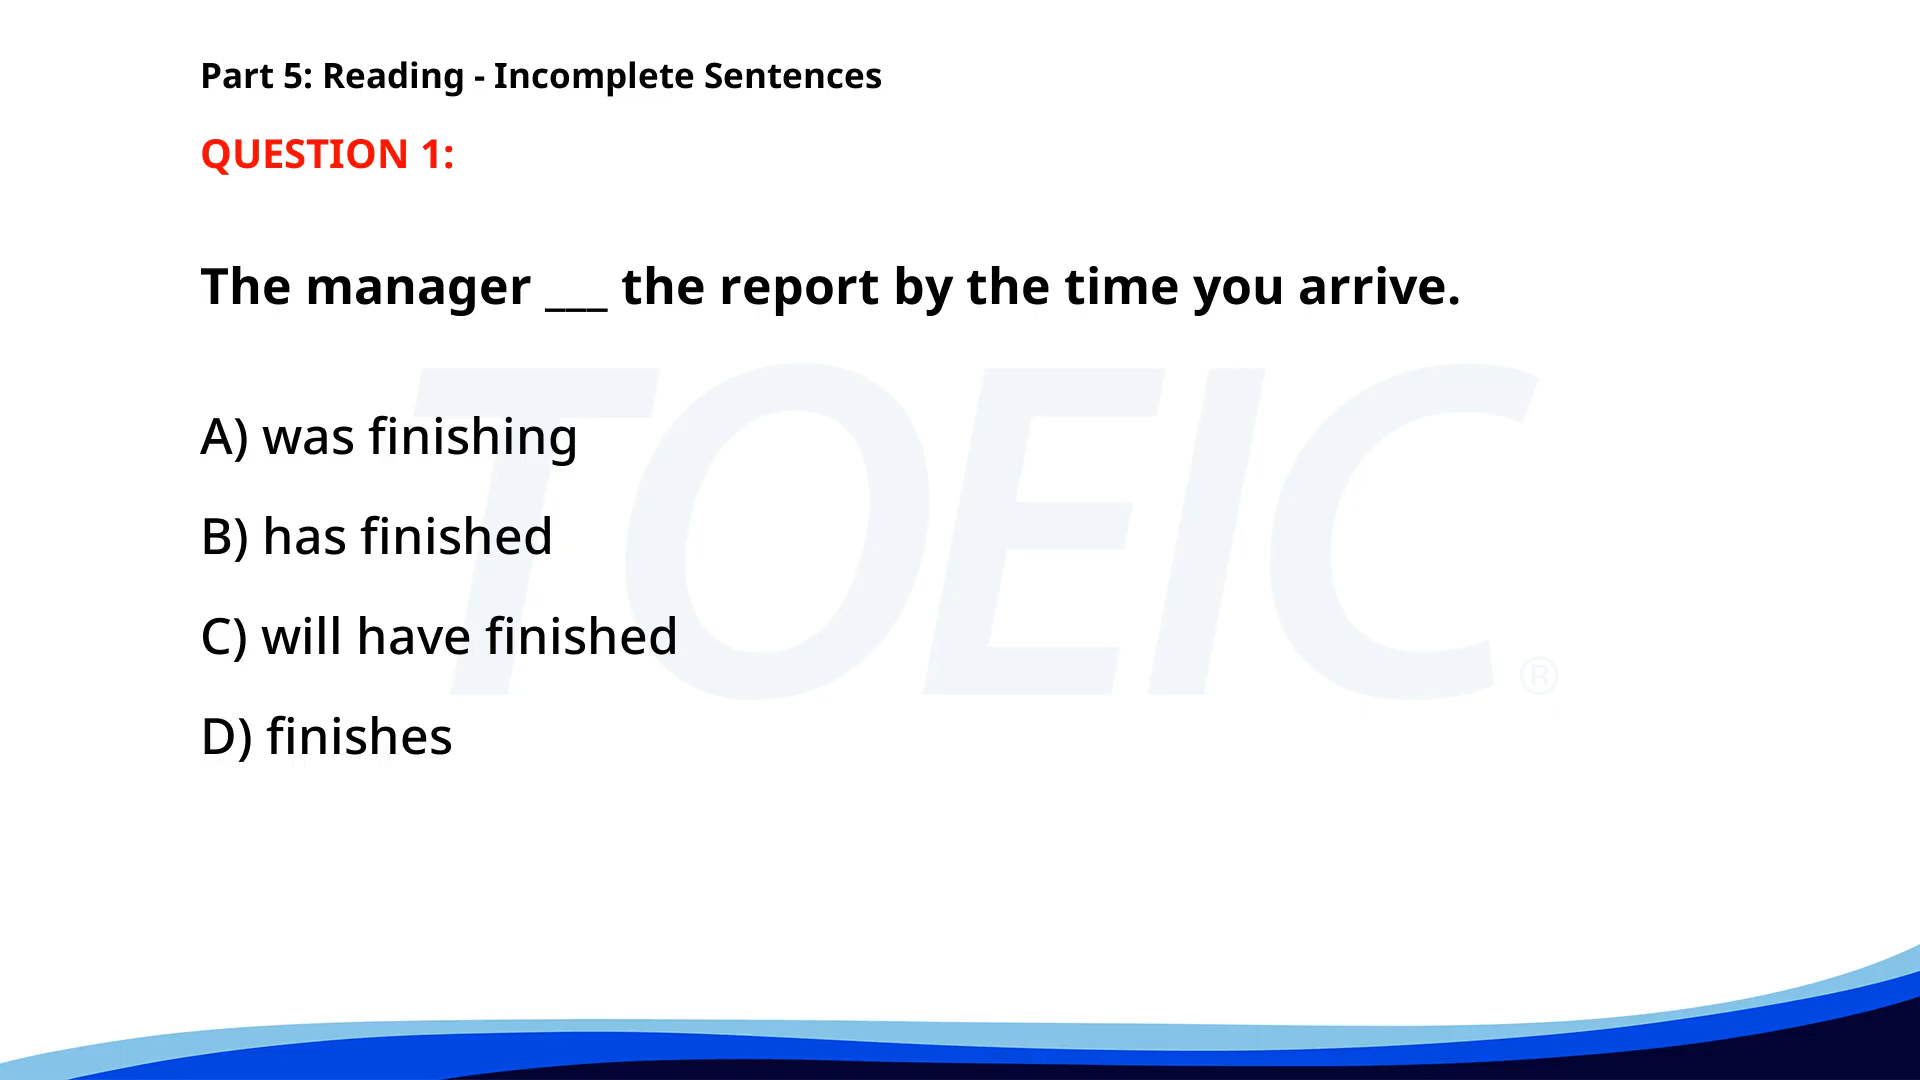 Part 5: Reading - Incomplete Sentences
QUESTION 1:
The manager ___ the report by the time you arrive.
TOEIC®
A) was finishing
B) has finished
C) will have finished
D) finishes